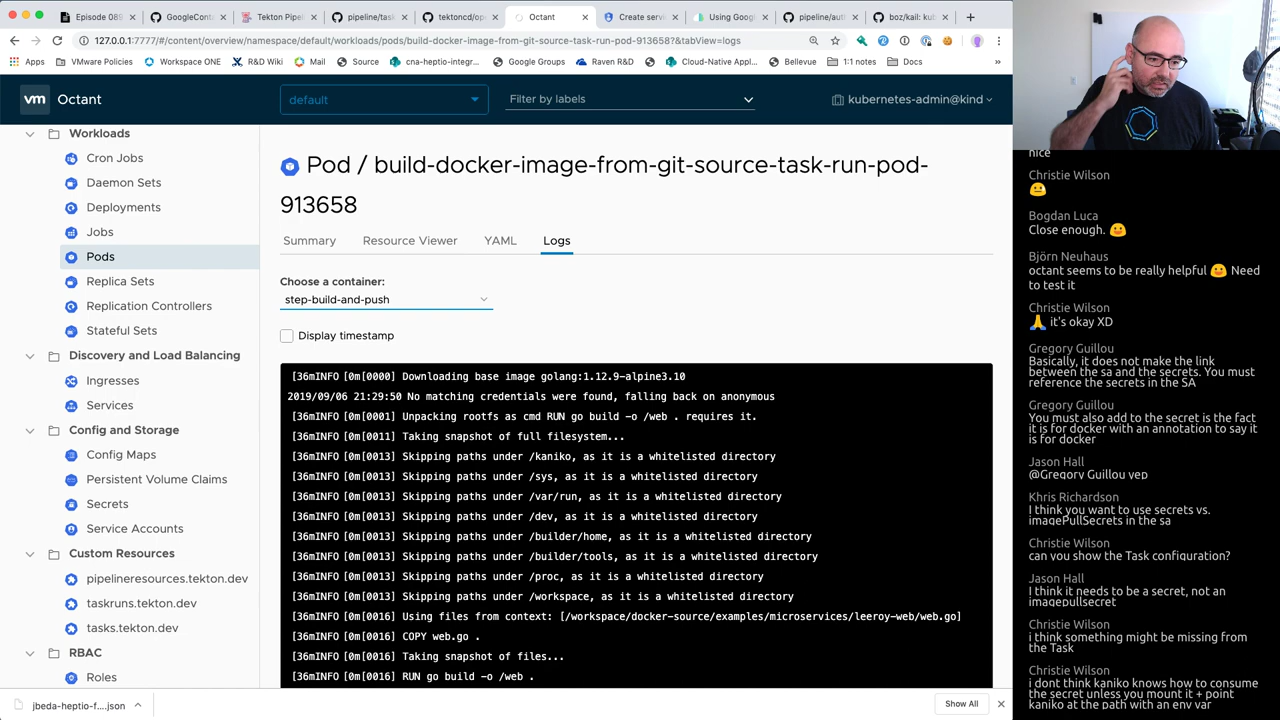 Episode 089
GoogleCont
Tekton Pipel
pipeline/task
tektoncd/ope
Octant
Create servi
Using Googl
pipeline/aut
boz/kail: kub
127.0.0.1:7777/#/content/overview/namespace/default/workloads/pods/build-docker-image-from-git-source-task-run-pod-913658?&tabView=logs
Apps
VMware Policies
Workspace ONE
R&D Wiki
Mail
Source
cna-heptio-integr...
Google Groups
Raven R&D
Cloud-Native Appl...
Bellevue
1:1 notes
Docs
»
vm
Octant
default
Filter by labels
kubernetes-admin@kind
Workloads
Cron Jobs
Daemon Sets
Deployments
Jobs
Pods
Replica Sets
Replication Controllers
Stateful Sets
Discovery and Load Balancing
Ingresses
Services
Config and Storage
Config Maps
Persistent Volume Claims
Secrets
Service Accounts
Custom Resources
pipelineresources.tekton.dev
taskruns.tekton.dev
tasks.tekton.dev
RBAC
Roles
Pod / build-docker-image-from-git-source-task-run-pod-
913658
Summary
Resource Viewer
YAML
Logs
Choose a container:
step-build-and-push
Display timestamp
[36mINFO [0m[0000] Downloading base image golang:1.12.9-alpine3.10
2019/09/06 21:29:50 No matching credentials were found, falling back on anonymous
[36mINFO [0m[0001] Unpacking rootfs as cmd RUN go build -o /web . requires it.
[36mINFO [0m[0011] Taking snapshot of full filesystem...
[36mINFO [0m[0013] Skipping paths under /kaniko, as it is a whitelisted directory
[36mINFO [0m[0013] Skipping paths under /sys, as it is a whitelisted directory
[36mINFO [0m[0013] Skipping paths under /var/run, as it is a whitelisted directory
[36mINFO [0m[0013] Skipping paths under /dev, as it is a whitelisted directory
[36mINFO [0m[0013] Skipping paths under /builder/home, as it is a whitelisted directory
[36mINFO [0m[0013] Skipping paths under /builder/tools, as it is a whitelisted directory
[36mINFO [0m[0013] Skipping paths under /proc, as it is a whitelisted directory
[36mINFO [0m[0013] Skipping paths under /workspace, as it is a whitelisted directory
[36mINFO [0m[0016] Using files from context: [/workspace/docker-source/examples/microservices/leeroy-web/web.go]
[36mINFO [0m[0016] COPY web.go .
[36mINFO [0m[0016] Taking snapshot of files...
[36mINFO [0m[0016] RUN go build -o /web .
nice
Christie Wilson
😐
Bogdan Luca
Close enough. 😀
Björn Neuhaus
octant seems to be really helpful 😀 Need
to test it
Christie Wilson
🙏 it's okay XD
Gregory Guillou
Basically, it does not make the link
between the sa and the secrets. You must
reference the secrets in the SA
Gregory Guillou
You must also add to the secret is the fact
it is for docker with an annotation to say it
is for docker
Jason Hall
@Gregory Guillou yep
Khris Richardson
I think you want to use secrets vs.
imagePullSecrets in the sa
Christie Wilson
can you show the Task configuration?
Jason Hall
I think it needs to be a secret, not an
imagepullsecret
Christie Wilson
i think something might be missing from
the Task
Christie Wilson
i dont think kaniko knows how to consume
the secret unless you mount it + point
kaniko at the path with an env var
jbeda-heptio-f....json
Show All